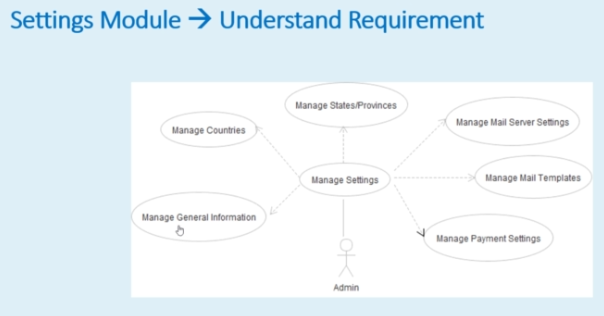 Settings Module → Understand Requirement
Manage States/Provinces
Manage Countries
Manage Mail Server Settings
Manage Settings
Manage Mail Templates
Manage General Information
Manage Payment Settings
Admin